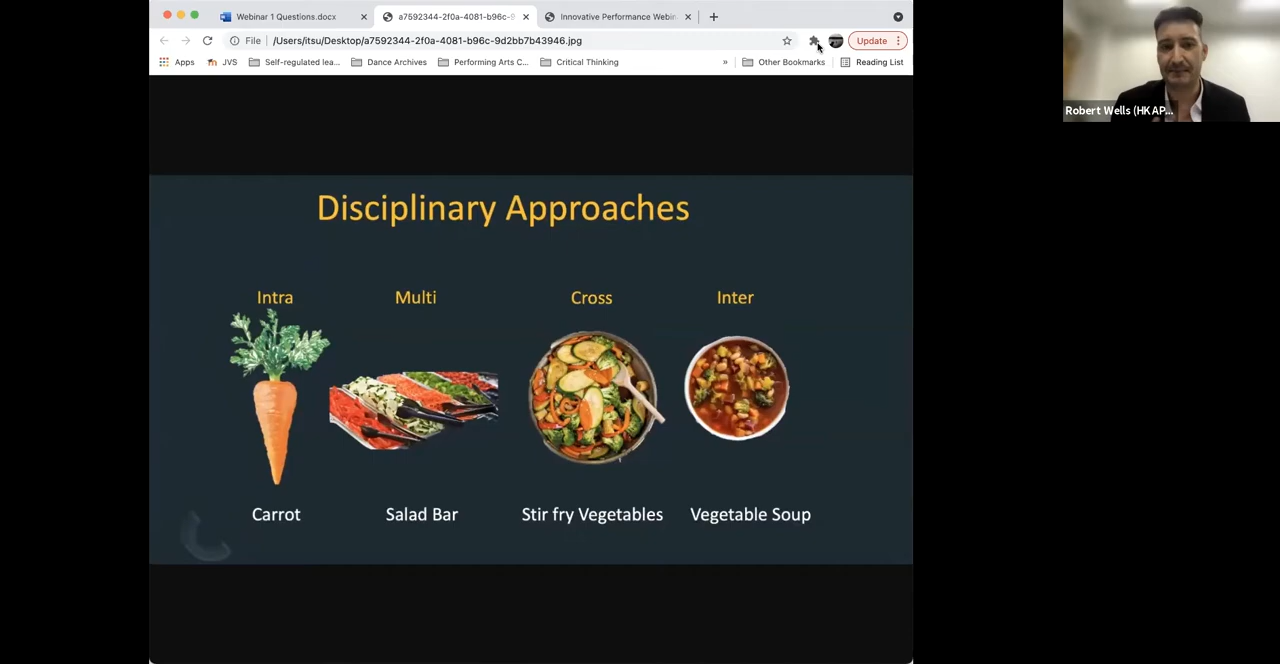 Webinar 1 Questions.docx
a7592344-2f0a-4081-b96c-9
Innovative Performance Webin
File
/Users/itsu/Desktop/a7592344-2f0a-4081-b96c-9d2bb7b43946.jpg
Update
Apps
JVS
Self-regulated lea...
Dance Archives
Performing Arts C...
Critical Thinking
»
Other Bookmarks
Reading List
Robert Wells (HKAP...
Disciplinary Approaches
Intra
Multi
Cross
Inter
Carrot
Salad Bar
Stir fry Vegetables
Vegetable Soup